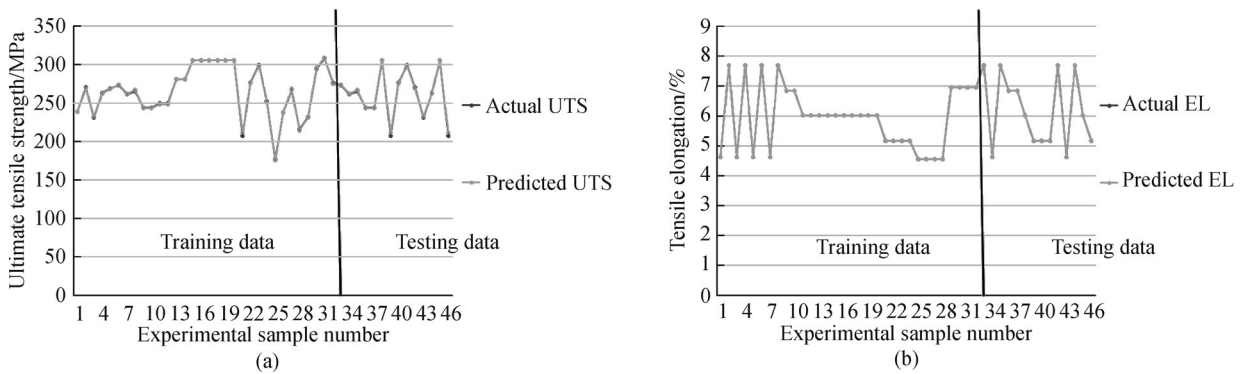 350
300
250
200
150
100
50
0
Ultimate tensile strength/MPa
Actual UTS
Predicted UTS
Training data
Testing data
1 4 6 7 10 13 16 19 22 25 28 31 34 37 40 43 46
Experimental sample number
(a)
9
8
7
6
5
4
3
2
1
0
Tensile elongation/%
Actual EL
Predicted EL
Training data
Testing data
1 4 6 7 10 13 16 19 22 25 28 31 34 37 40 43 46
Experimental sample number
(b)